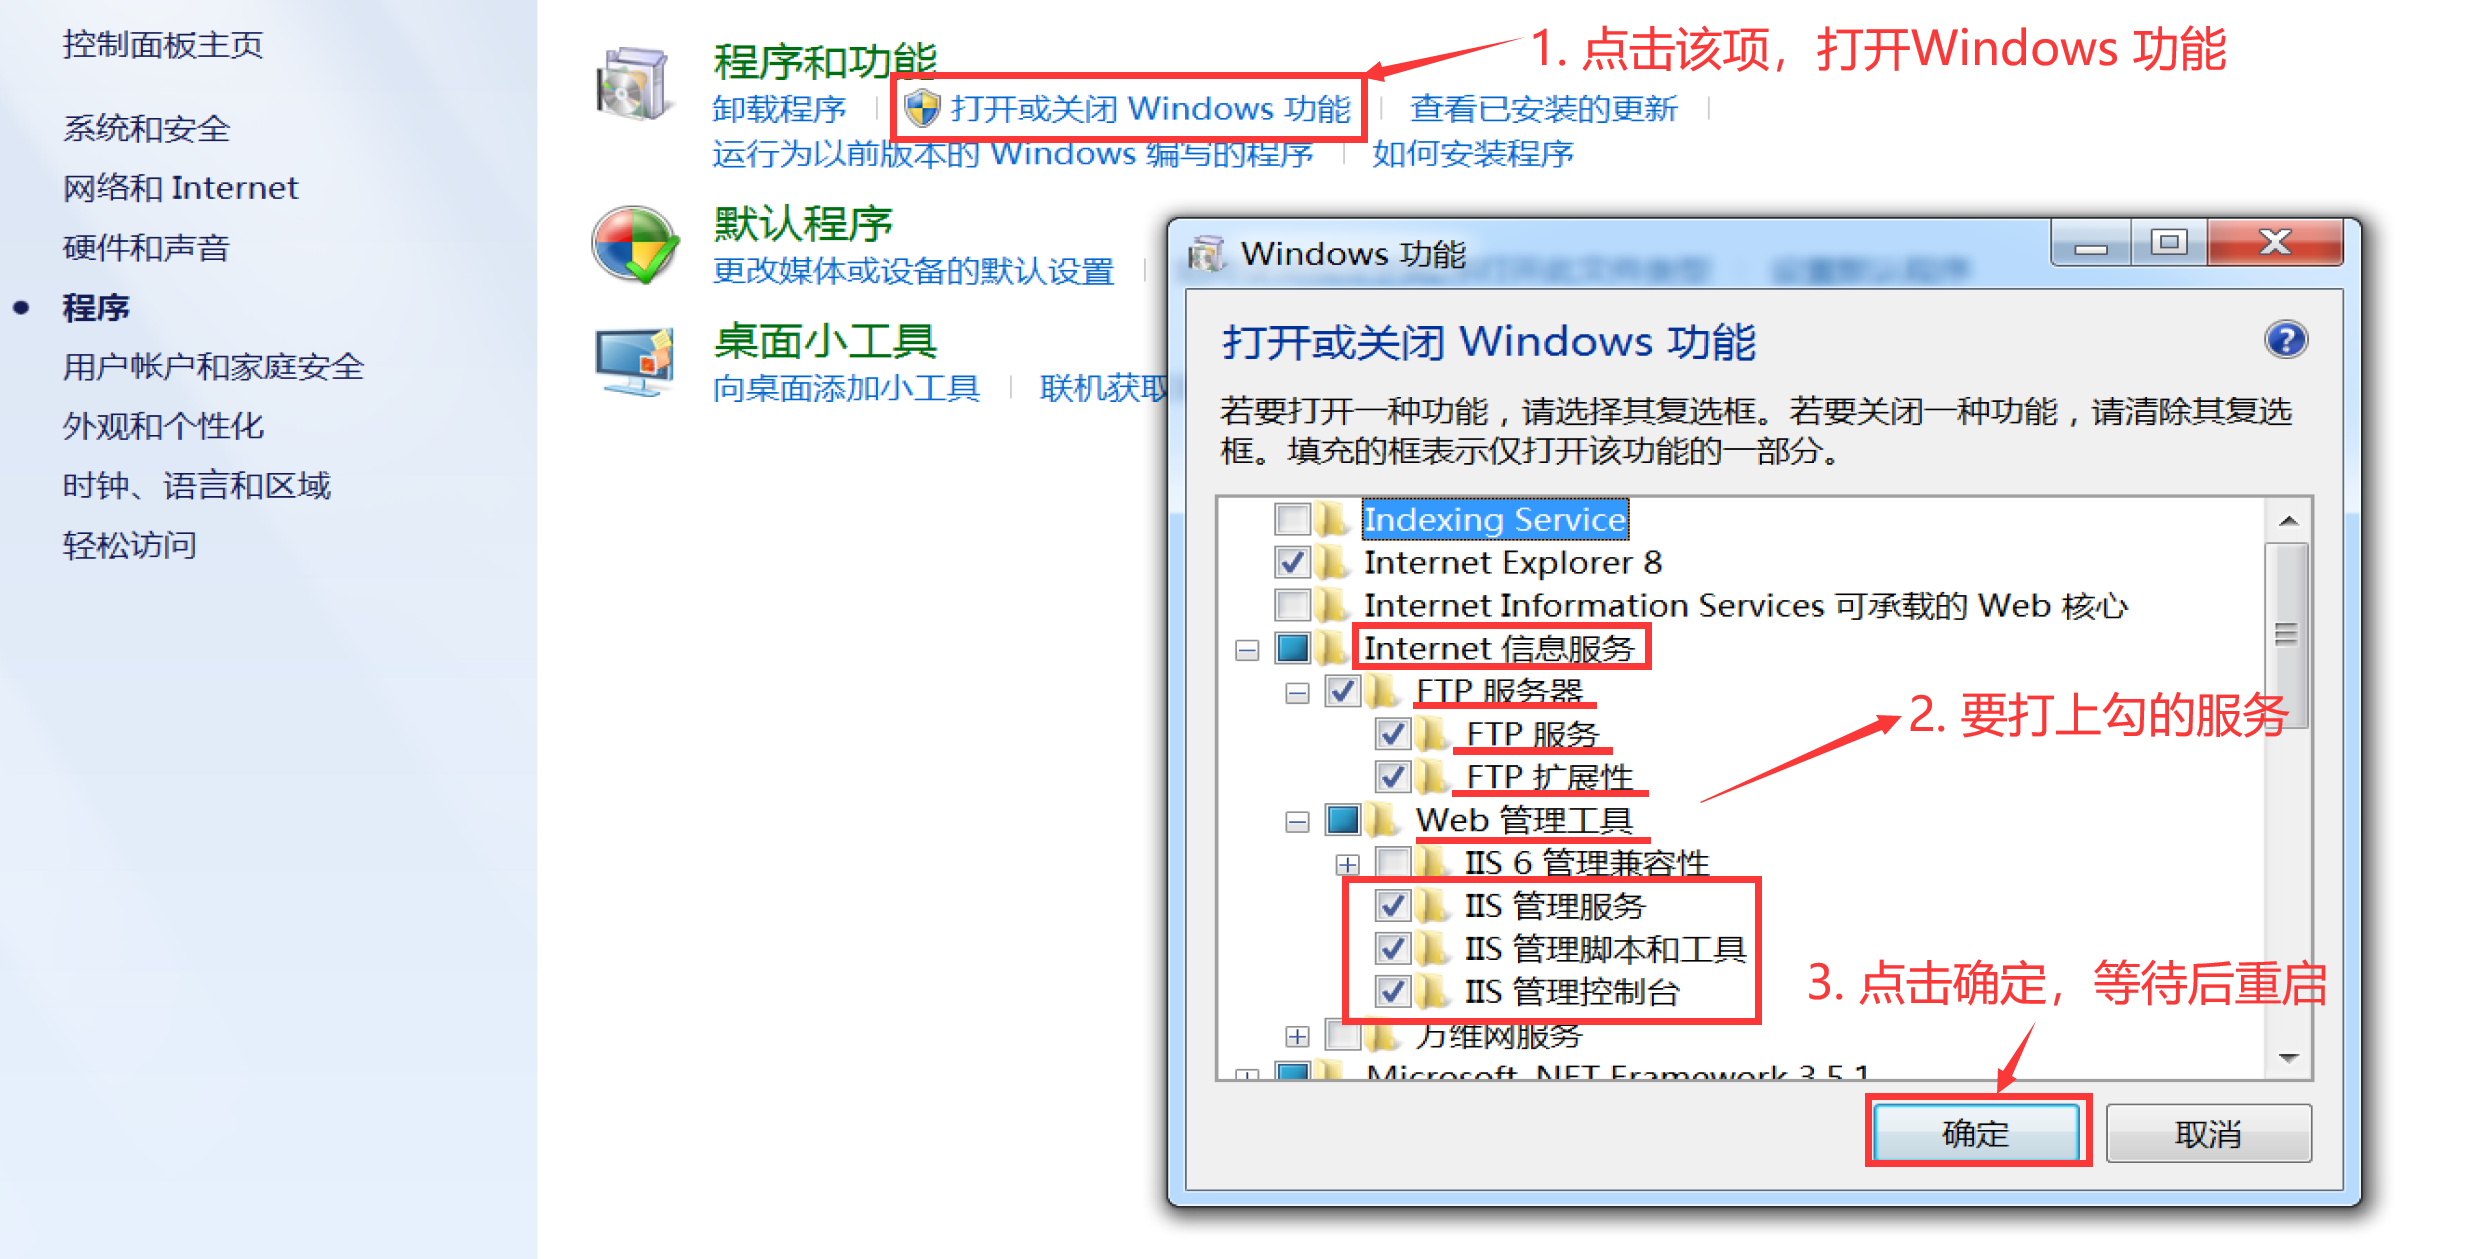 控制面板主页
系统和安全
网络和 Internet
硬件和声音
程序
用户帐户和家庭安全
外观和个性化
时钟、语言和区域
轻松访问
程序和功能
1. 点击该项，打开Windows 功能
卸载程序 打开或关闭 Windows 功能 查看已安装的更新
运行为以前版本的 Windows 编写的程序 如何安装程序
默认程序
更改媒体或设备的默认设置
桌面小工具
向桌面添加小工具 联机获取
Windows 功能
打开或关闭 Windows 功能
若要打开一种功能，请选择其复选框。若要关闭一种功能，请清除其复选
框。填充的框表示仅打开该功能的一部分。
Indexing Service
Internet Explorer 8
Internet Information Services 可承载的 Web 核心
Internet 信息服务
FTP 服务器
2. 要打上勾的服务
FTP 服务
FTP 扩展性
Web 管理工具
IIS 6 管理兼容性
IIS 管理服务
IIS 管理脚本和工具
IIS 管理控制台
3. 点击确定，等待后重启
万维网服务
Microsoft .NET Framework 3.5.1
确定 取消